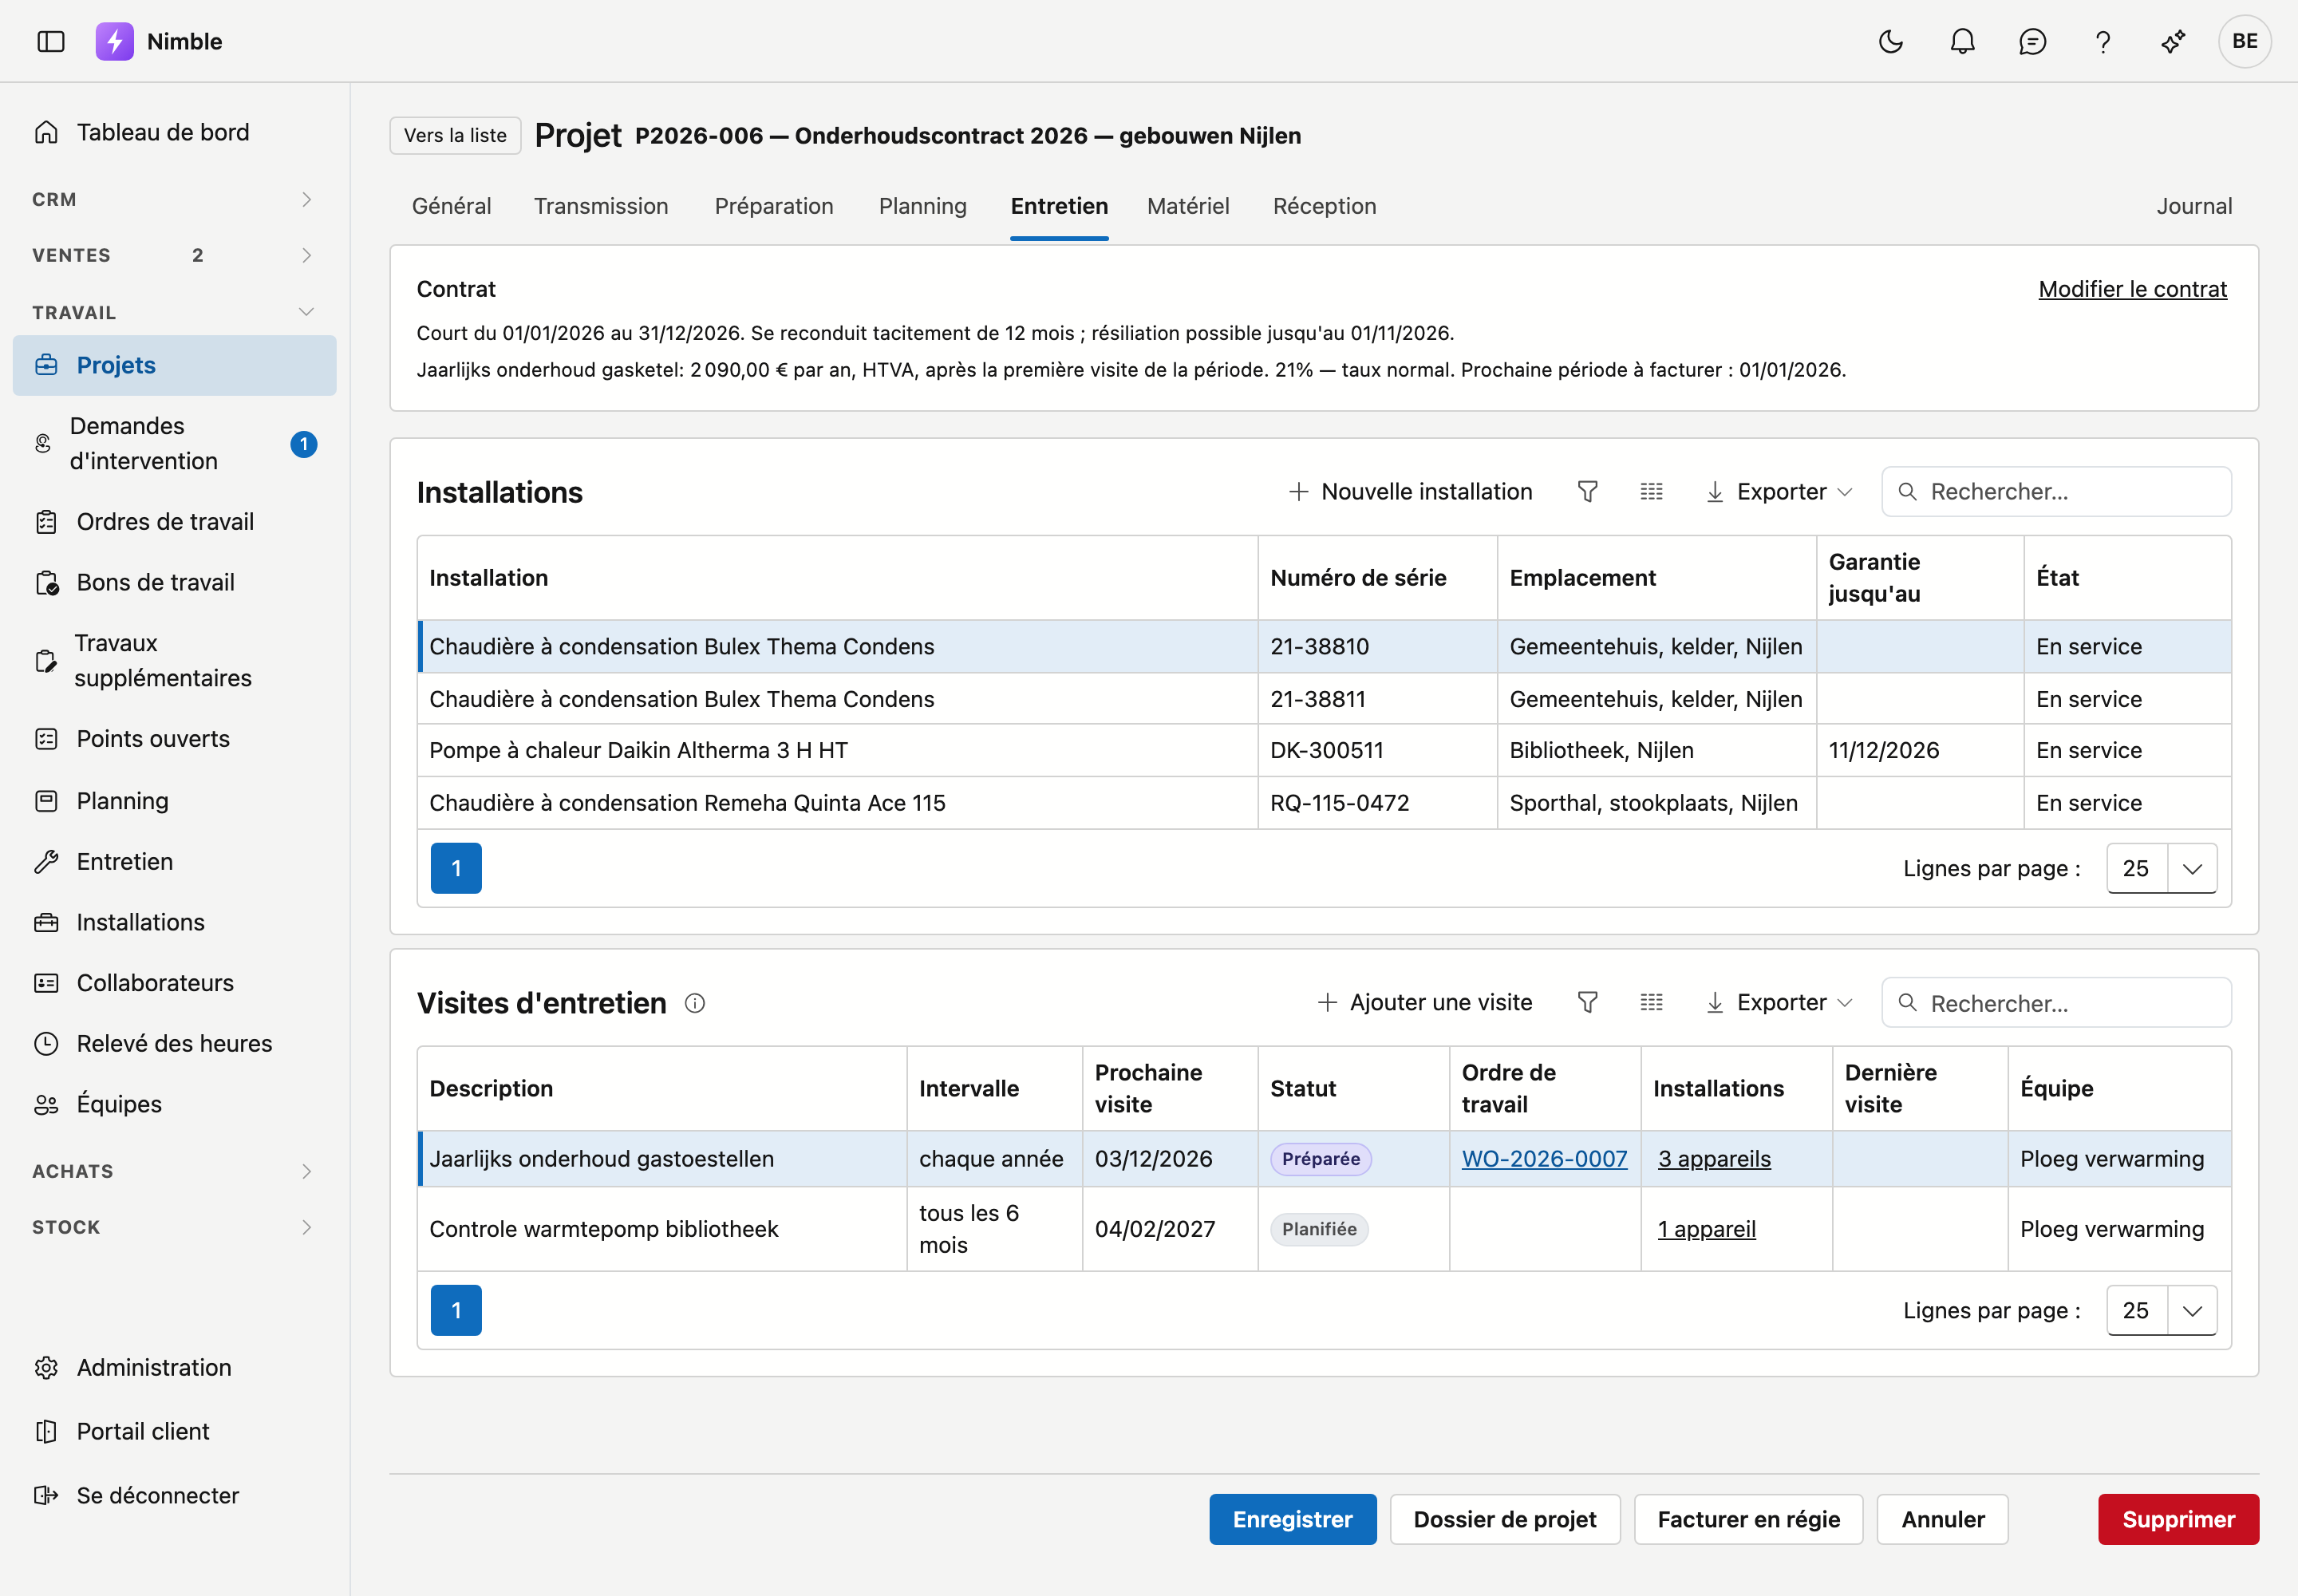 Nimble
BE
Tableau de bord
CRM
VENTES 2
TRAVAIL
Projets
Demandes
d'intervention
1
Ordres de travail
Bons de travail
Travaux
supplémentaires
Points ouverts
Planning
Entretien
Installations
Collaborateurs
Relevé des heures
Équipes
ACHATS
STOCK
Administration
Portail client
Se déconnecter
Vers la liste Projet P2026-006 — Onderhoudscontract 2026 — gebouwen Nijlen
Général Transmission Préparation Planning Entretien Matériel Réception Journal
Contrat Modifier le contrat
Court du 01/01/2026 au 31/12/2026. Se reconduit tacitement de 12 mois ; résiliation possible jusqu'au 01/11/2026.
Jaarlijks onderhoud gasketel: 2 090,00 € par an, HTVA, après la première visite de la période. 21% — taux normal. Prochaine période à facturer : 01/01/2026.
Installations Nouvelle installation Exporter Rechercher...
Installation Numéro de série Emplacement Garantie jusqu'au État
Chaudière à condensation Bulex Thema Condens 21-38810 Gemeentehuis, kelder, Nijlen En service
Chaudière à condensation Bulex Thema Condens 21-38811 Gemeentehuis, kelder, Nijlen En service
Pompe à chaleur Daikin Altherma 3 H HT DK-300511 Bibliotheek, Nijlen 11/12/2026 En service
Chaudière à condensation Remeha Quinta Ace 115 RQ-115-0472 Sporthal, stookplaats, Nijlen En service
1 Lignes par page : 25
Visites d'entretien Ajouter une visite Exporter Rechercher...
Description Intervalle Prochaine visite Statut Ordre de travail Installations Dernière visite Équipe
Jaarlijks onderhoud gastoestellen chaque année 03/12/2026 Préparée WO-2026-0007 3 appareils Ploeg verwarming
Controle warmtepomp bibliotheek tous les 6 mois 04/02/2027 Planifiée 1 appareil Ploeg verwarming
1 Lignes par page : 25
Enregistrer Dossier de projet Facturer en régie Annuler Supprimer